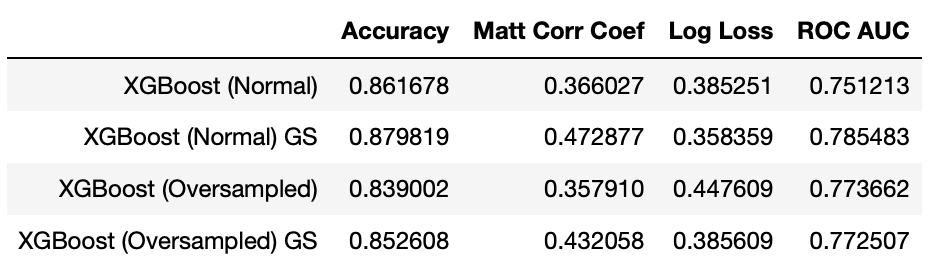 Accuracy Matt Corr Coef Log Loss ROC AUC
XGBoost (Normal) 0.861678 0.366027 0.385251 0.751213
XGBoost (Normal) GS 0.879819 0.472877 0.358359 0.785483
XGBoost (Oversampled) 0.839002 0.357910 0.447609 0.773662
XGBoost (Oversampled) GS 0.852608 0.432058 0.385609 0.772507